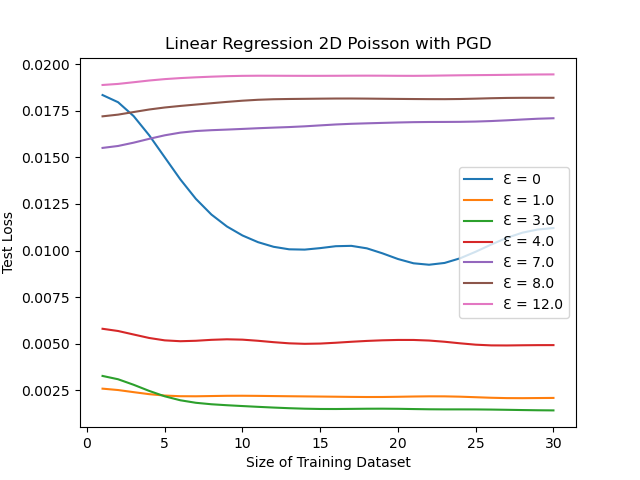 Linear Regression 2D Poisson with PGD
Test Loss
0.0200
0.0175
0.0150
0.0125
0.0100
0.0075
0.0050
0.0025
ℇ = 0
ℇ = 1.0
ℇ = 3.0
ℇ = 4.0
ℇ = 7.0
ℇ = 8.0
ℇ = 12.0
0 5 10 15 20 25 30
Size of Training Dataset